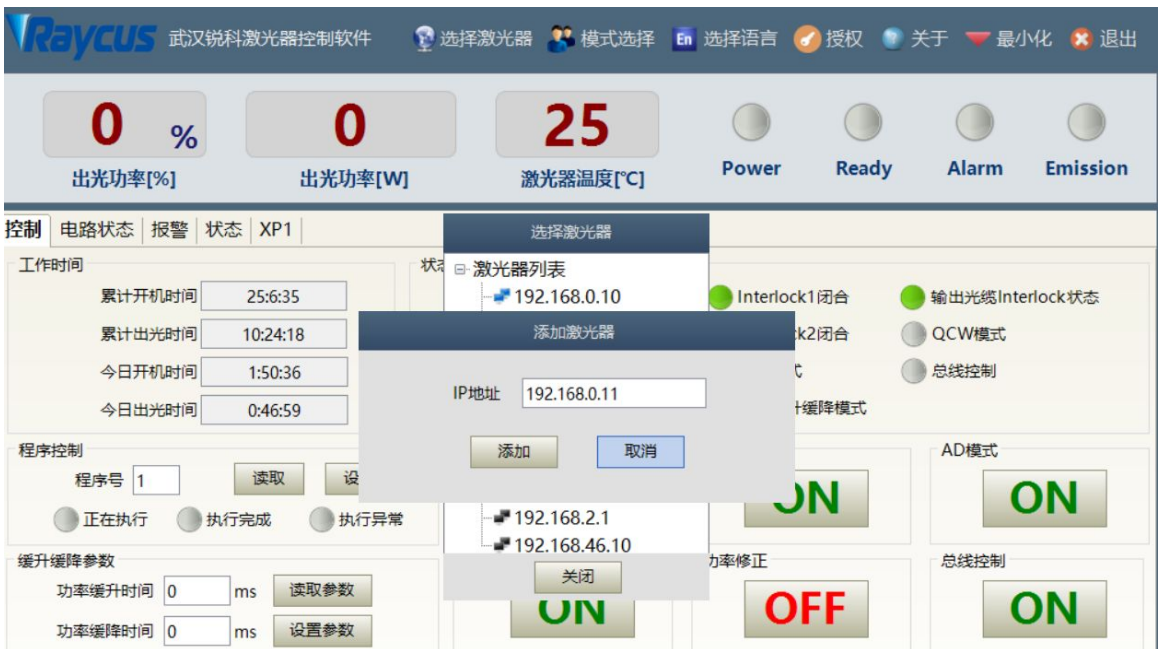 Raycus 武汉锐科激光器控制软件 选择激光器 模式选择 En 选择语言 授权 关于 最小化 退出
0 % 0 25
出光功率[%] 出光功率[W] 激光器温度[℃] Power Ready Alarm Emission
控制 电路状态 报警 状态 XP1
选择激光器
工作时间 状
激光器列表
累计开机时间 25:6:35 192.168.0.10 Interlock1闭合 输出光缆Interlock状态
添加激光器
累计出光时间 10:24:18 ck2闭合 QCW模式
今日开机时间 1:50:36 总线控制
IP地址 192.168.0.11
今日出光时间 0:46:59 升缓降模式
程序控制 添加 取消 AD模式
程序号 1 读取 设 ON ON
正在执行 执行完成 执行异常 192.168.2.1
192.168.46.10
缓升缓降参数 功率修正 总线控制
关闭
功率缓升时间 0 ms 读取参数 ON OFF ON
功率缓降时间 0 ms 设置参数